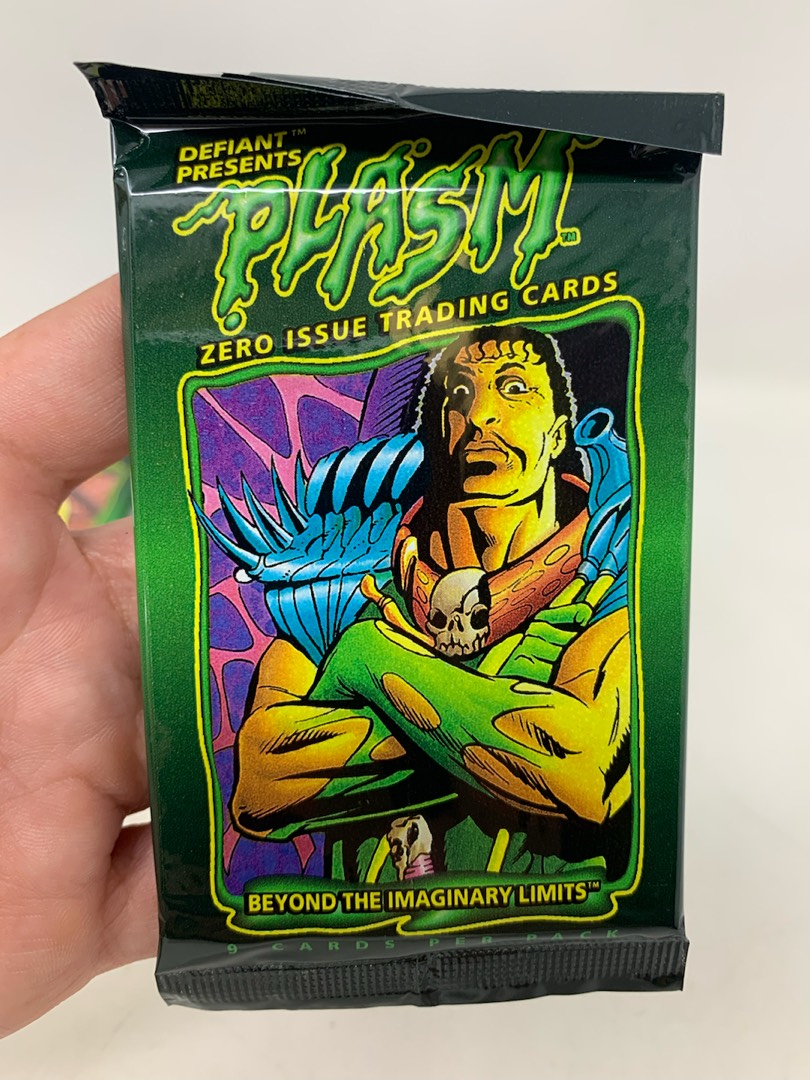 DEFIANT™
PRESENTS
PLASM™
ZERO ISSUE TRADING CARDS
BEYOND THE IMAGINARY LIMITS™
9 CARDS PER PACK